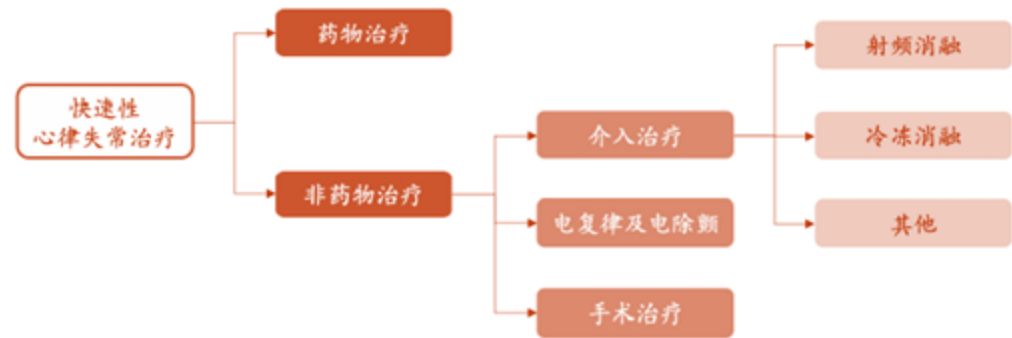 快速性
心律失常治疗
药物治疗
非药物治疗
介入治疗
电复律及电除颤
手术治疗
射频消融
冷冻消融
其他